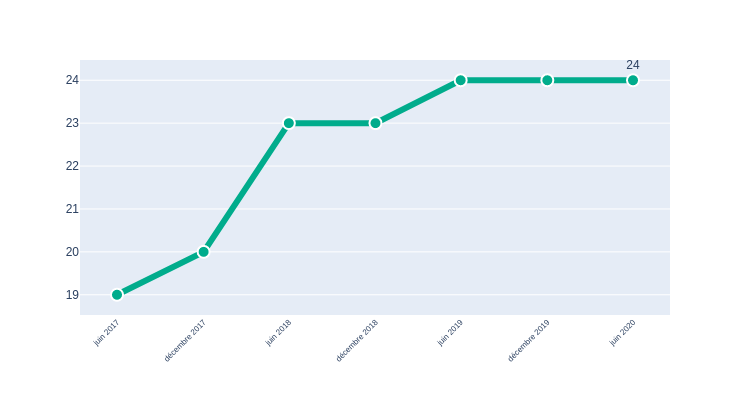 24
24
23
22
21
20
19
juin 2017
décembre 2017
juin 2018
décembre 2018
juin 2019
décembre 2019
juin 2020